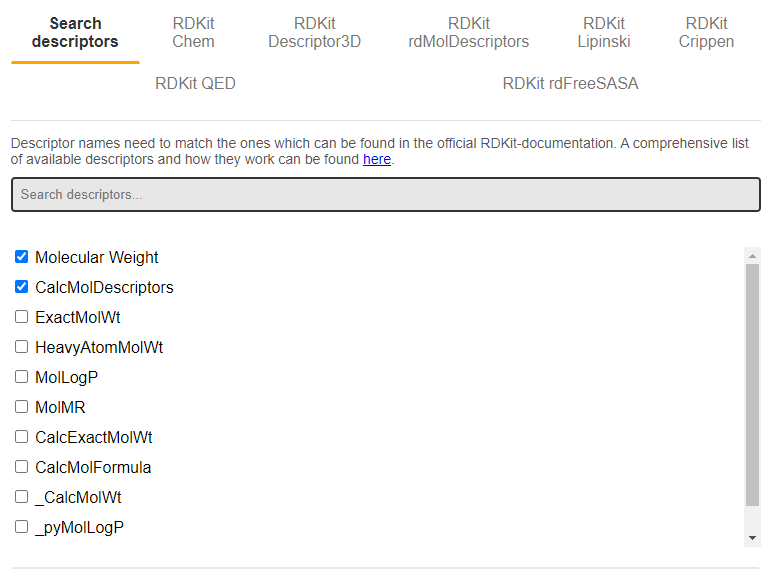 Search descriptors
RDKit Chem
RDKit Descriptor3D
RDKit rdMolDescriptors
RDKit Lipinski
RDKit Crippen
RDKit QED
RDKit rdFreeSASA
Descriptor names need to match the ones which can be found in the official RDKit-documentation. A comprehensive list
of available descriptors and how they work can be found here.
Search descriptors...
Molecular Weight
CalcMolDescriptors
ExactMolWt
HeavyAtomMolWt
MolLogP
MolMR
CalcExactMolWt
CalcMolFormula
_CalcMolWt
_pyMolLogP